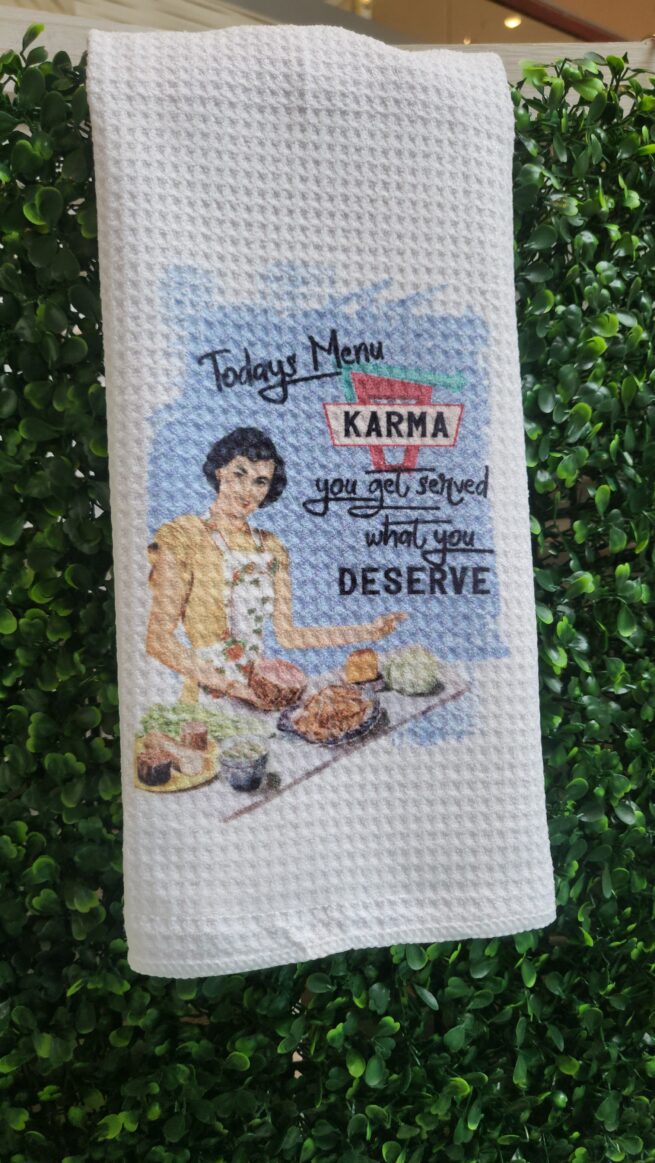 Todays Menu
KARMA
you get served
what you
DESERVE